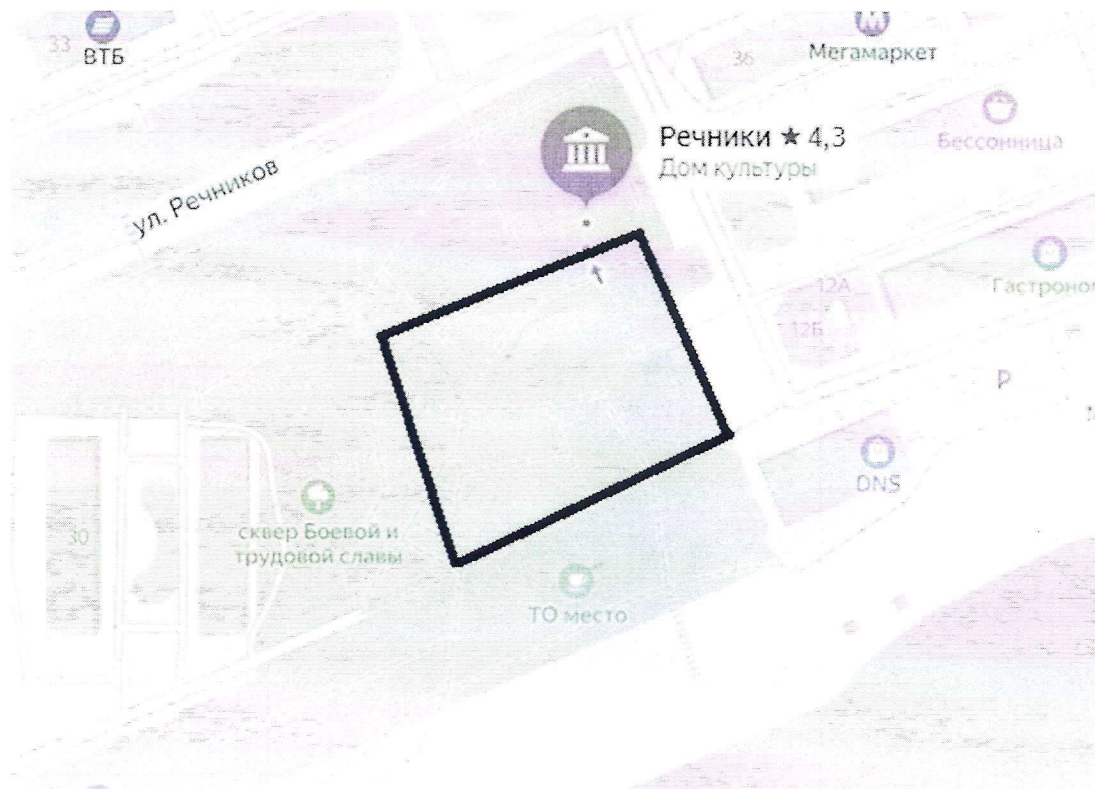 33
ВТБ
36
Мегамаркет
Бессонница
Речники ★ 4,3
Дом культуры
ул. Речников
12А
Гастроно
12Б
Р
DNS
30
сквер Боевой и
трудовой славы
ТО место